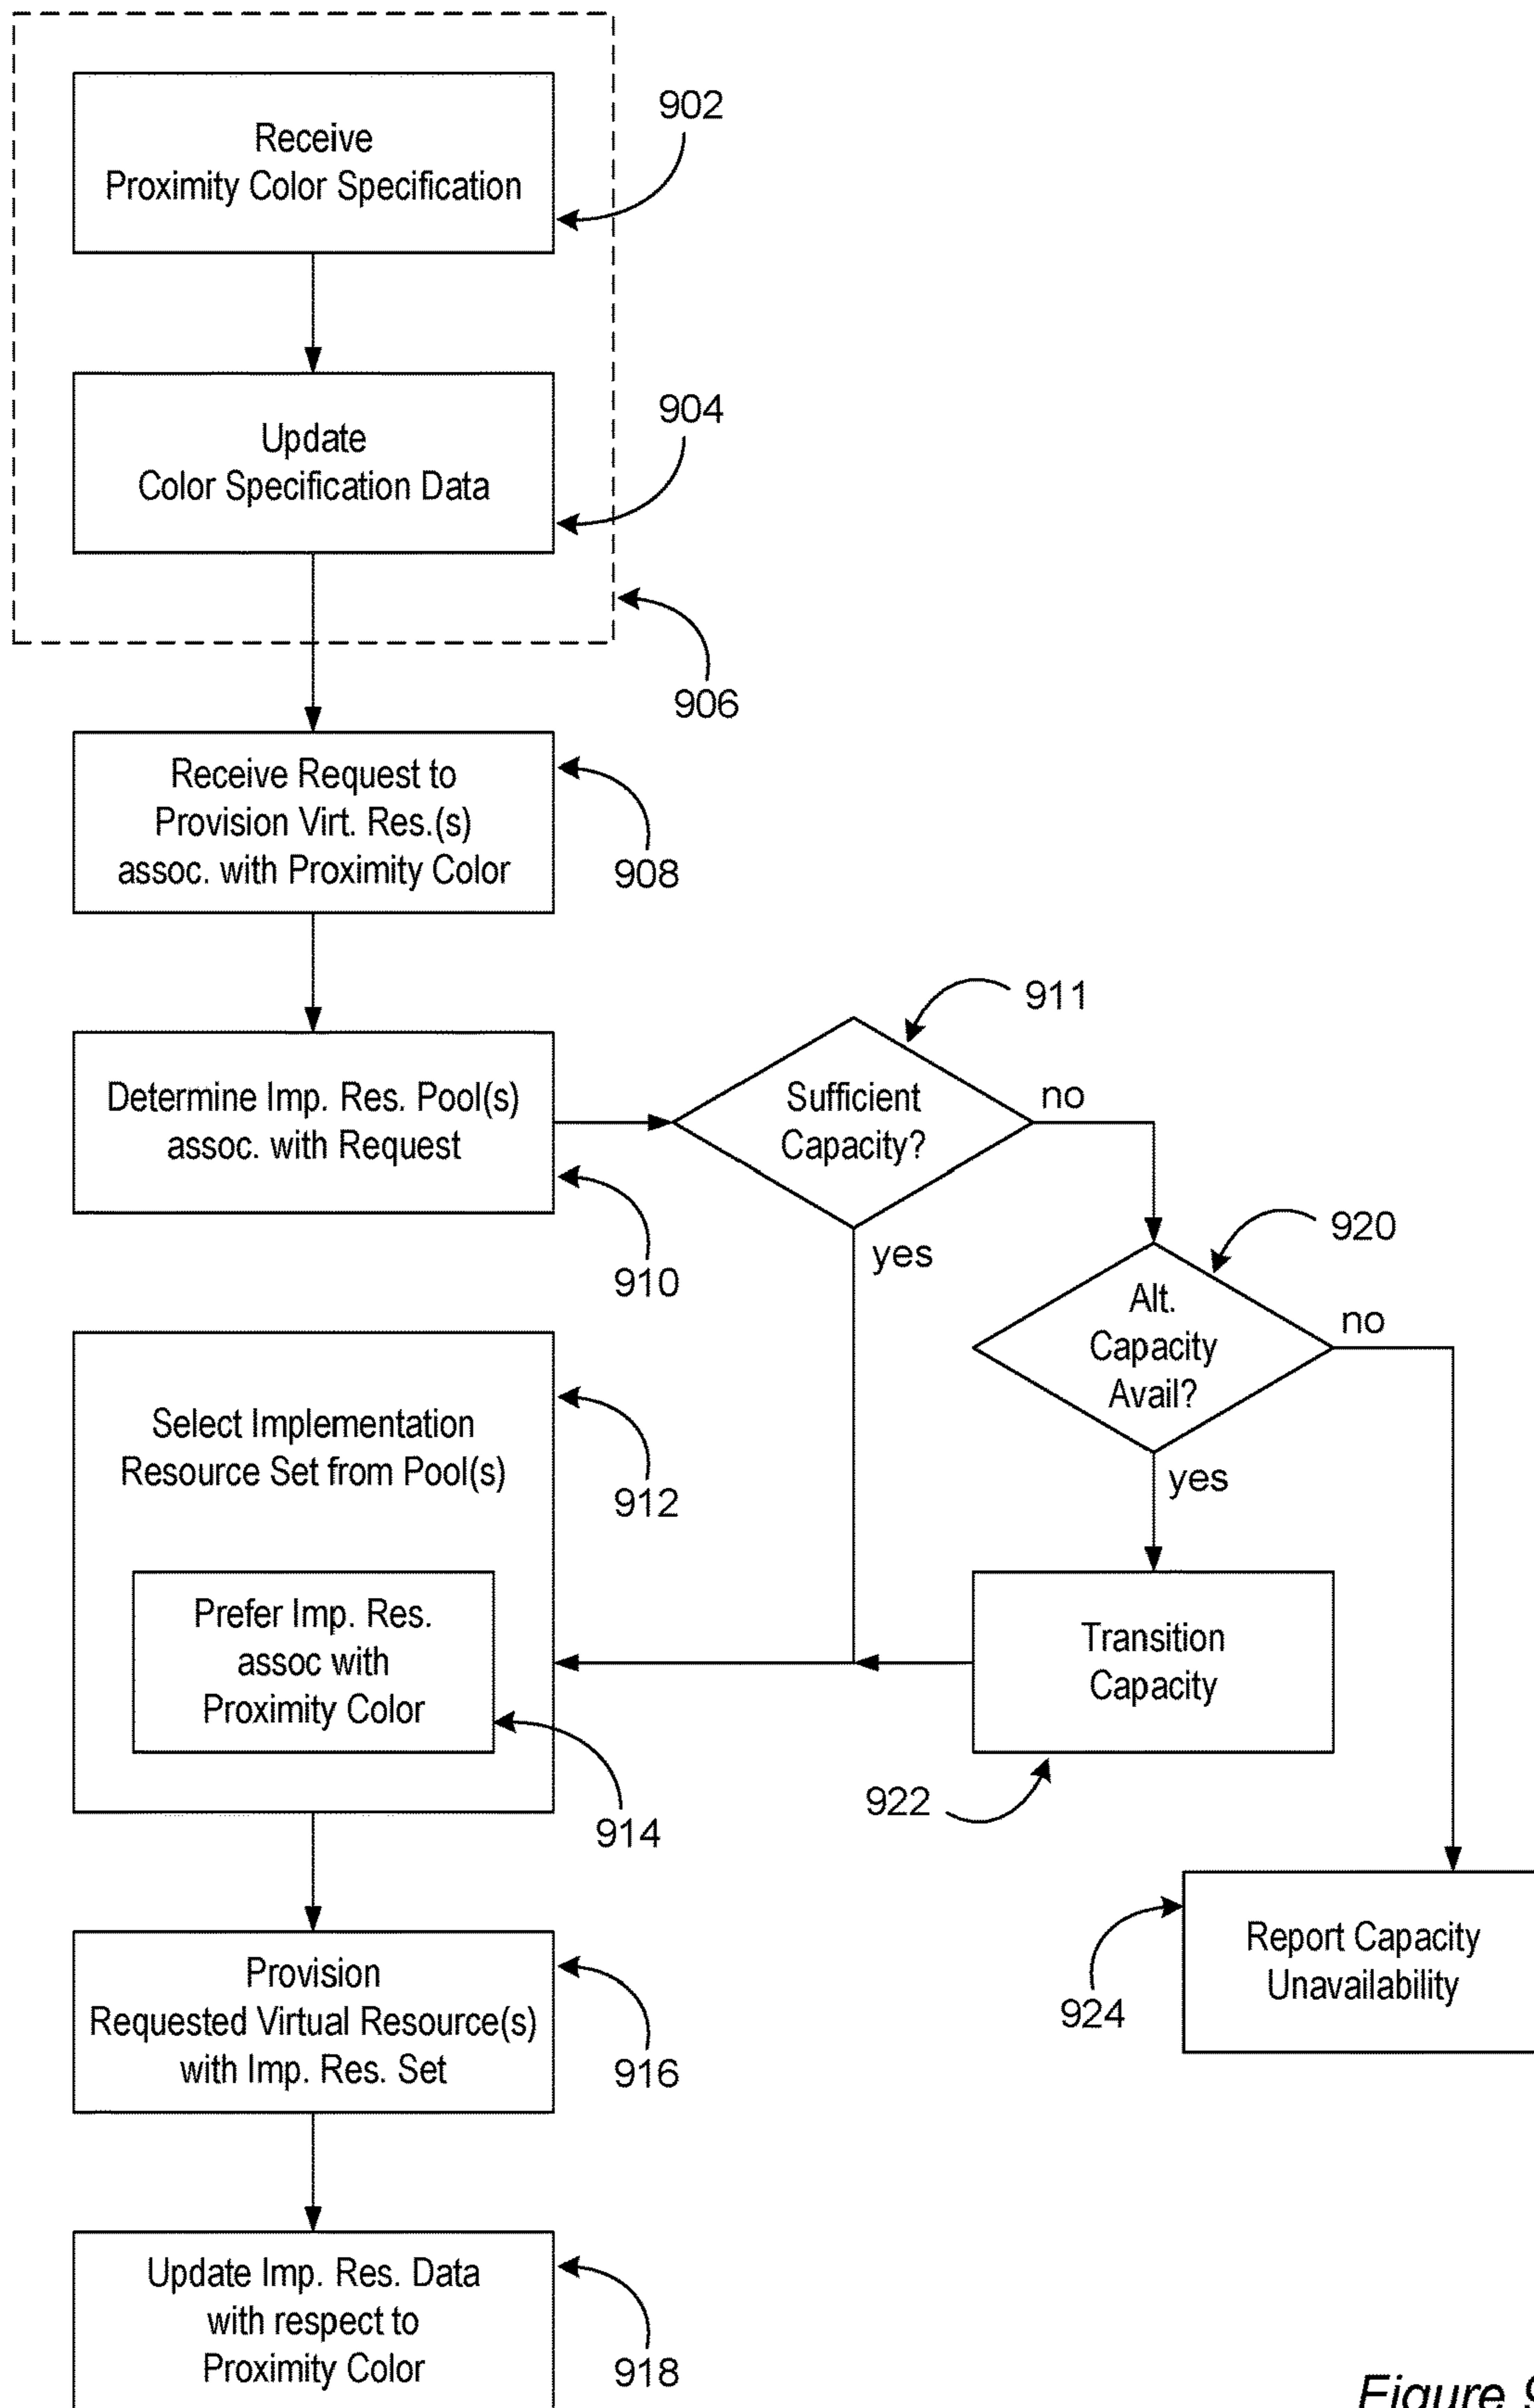 902
Receive
Proximity Color Specification
904
Update
Color Specification Data
906
Receive Request to
Provision Virt. Res.(s)
assoc. with Proximity Color
908
911
Determine Imp. Res. Pool(s)
assoc. with Request
910
Sufficient
Capacity?
no
yes
920
Alt.
Capacity
Avail?
no
yes
Select Implementation
Resource Set from Pool(s)
912
Prefer Imp. Res.
assoc with
Proximity Color
914
Transition
Capacity
922
Provision
Requested Virtual Resource(s)
with Imp. Res. Set
916
Report Capacity
Unavailability
924
Update Imp. Res. Data
with respect to
Proximity Color
918
Figure 9